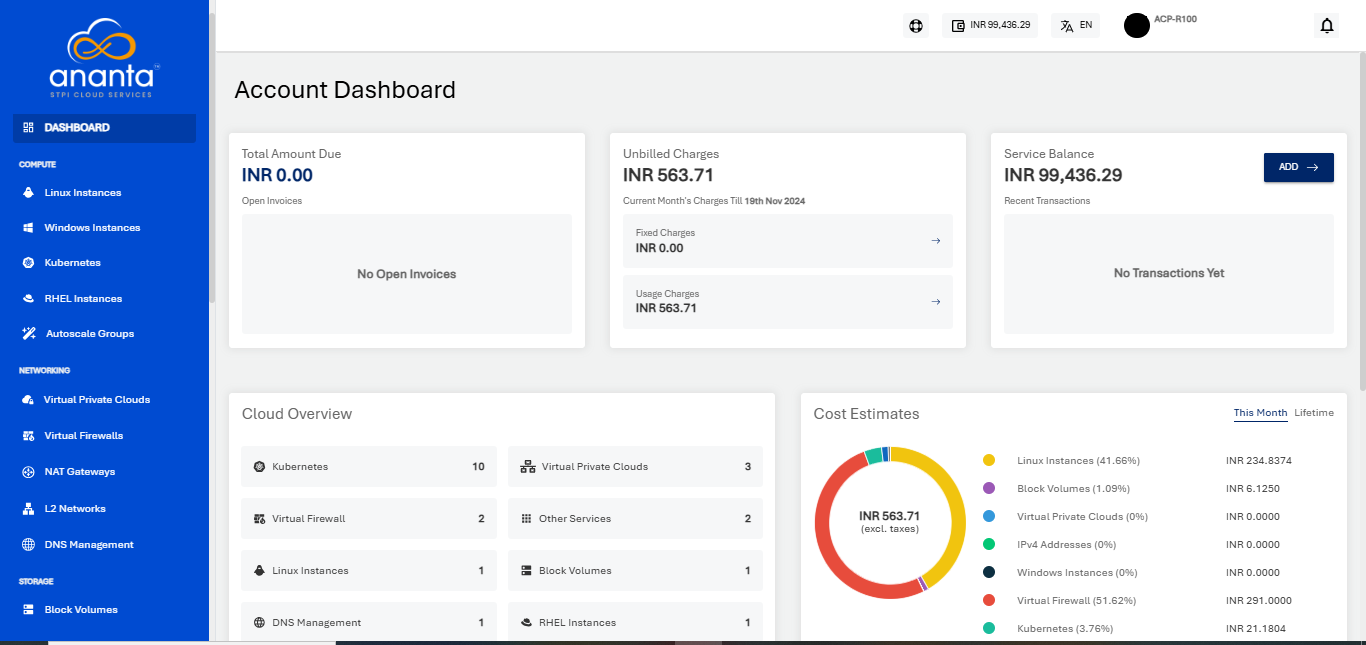 ananta™
STPI CLOUD SERVICES
DASHBOARD
COMPUTE
Linux Instances
Windows Instances
Kubernetes
RHEL Instances
Autoscale Groups
NETWORKING
Virtual Private Clouds
Virtual Firewalls
NAT Gateways
L2 Networks
DNS Management
STORAGE
Block Volumes
INR 99,436.29
EN
ACP-R100
Account Dashboard
Total Amount Due
INR 0.00
Open Invoices
No Open Invoices
Unbilled Charges
INR 563.71
Current Month's Charges Till 19th Nov 2024
Fixed Charges
INR 0.00
Usage Charges
INR 563.71
Service Balance
INR 99,436.29
ADD
Recent Transactions
No Transactions Yet
Cloud Overview
Kubernetes 10
Virtual Private Clouds 3
Virtual Firewall 2
Other Services 2
Linux Instances 1
Block Volumes 1
DNS Management 1
RHEL Instances 1
Cost Estimates
This Month Lifetime
INR 563.71
(excl. taxes)
Linux Instances (41.66%) INR 234.8374
Block Volumes (1.09%) INR 6.1250
Virtual Private Clouds (0%) INR 0.0000
IPv4 Addresses (0%) INR 0.0000
Windows Instances (0%) INR 0.0000
Virtual Firewall (51.62%) INR 291.0000
Kubernetes (3.76%) INR 21.1804